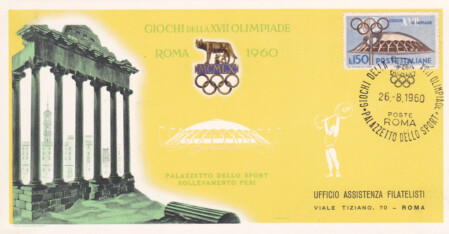 GIOCHI DELLA XVII OLIMPIADE
ROMA 1960
PALAZZETTO DELLO SPORT
SOLLEVAMENTO PESI
L.150 POSTE ITALIANE
GIOCHI DELLA XVII OLIMPIADE
26.-8.1960
POSTE
ROMA
PALAZZETTO DELLO SPORT
UFFICIO ASSISTENZA FILATELISTI
VIALE TIZIANO, 70 - ROMA